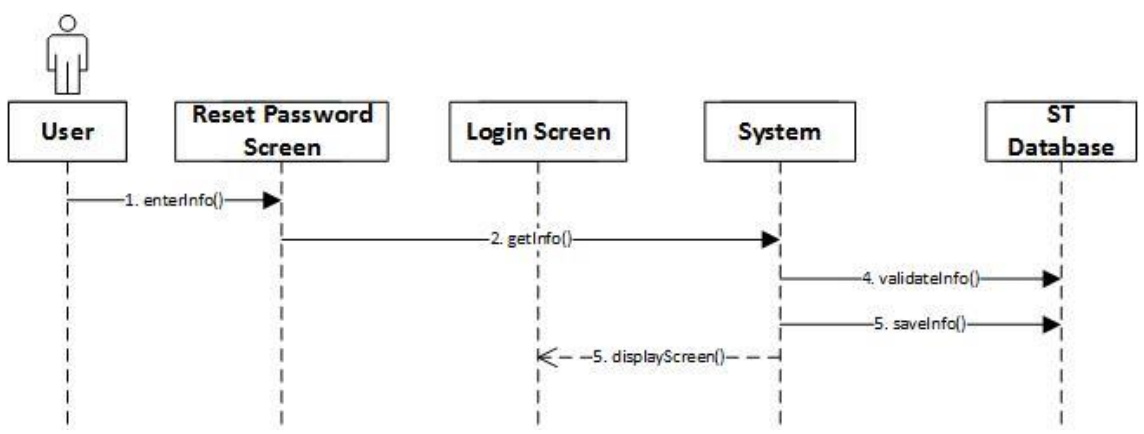 User
Reset Password
Screen
Login Screen
System
ST
Database
1. enterInfo()
2. getInfo()
4. validateInfo()
5. saveInfo()
5. displayScreen()